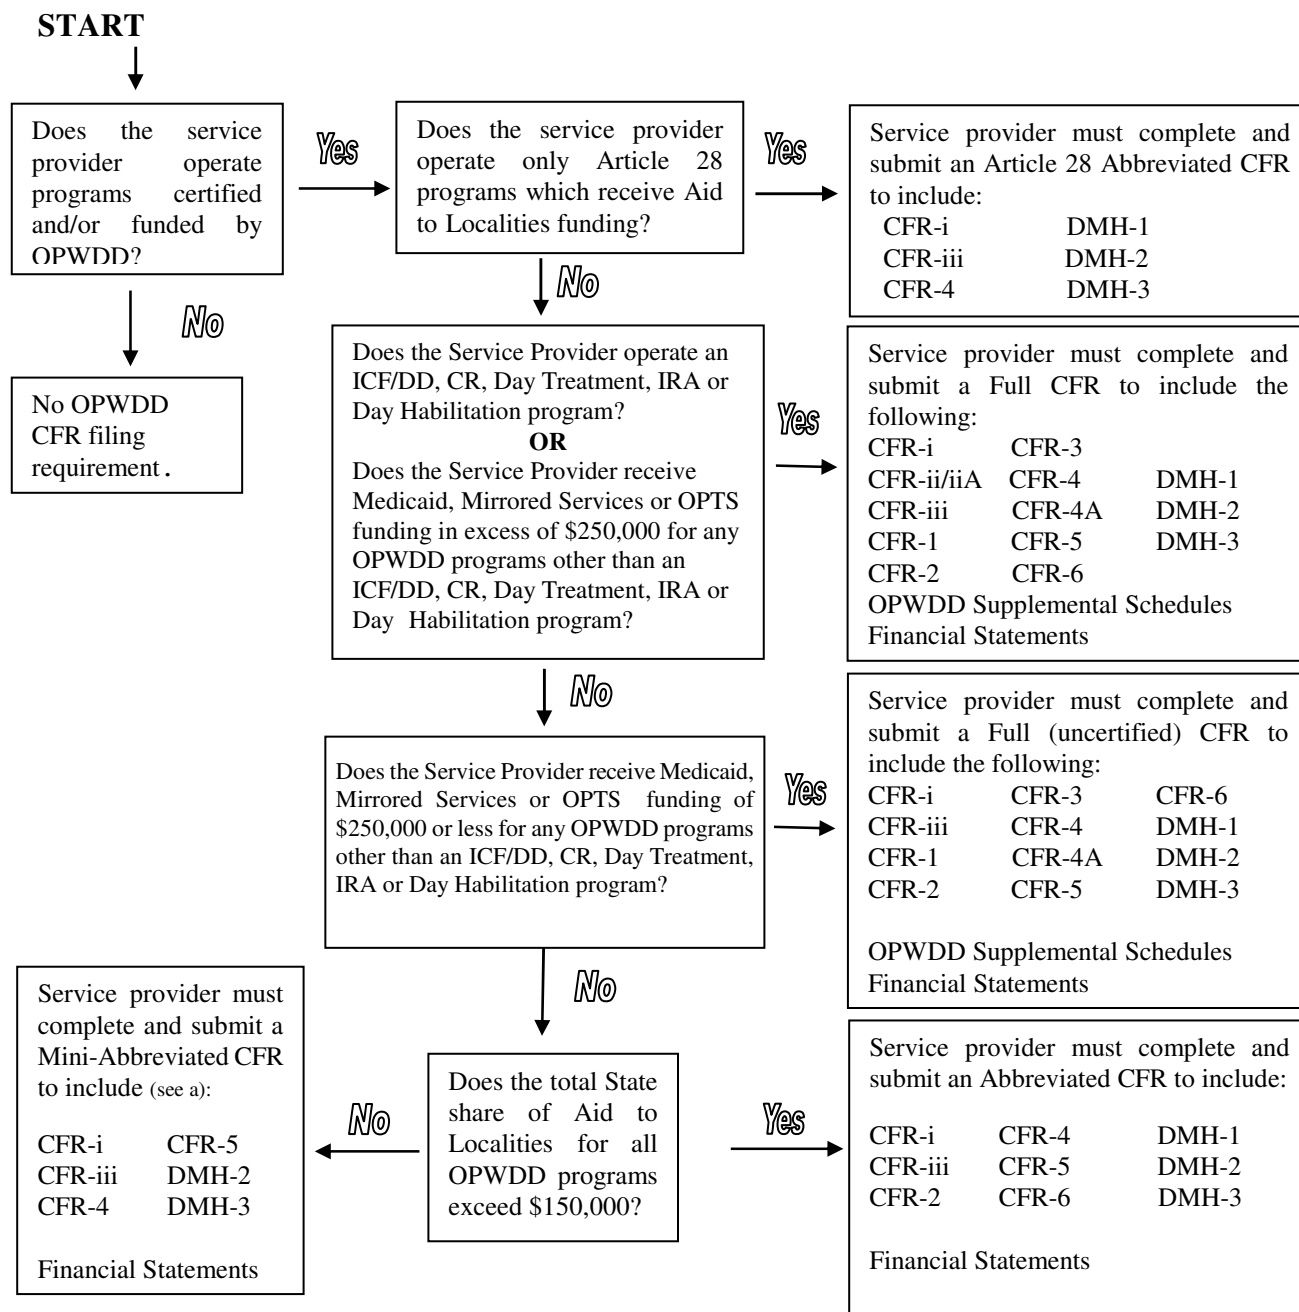 START
Does the service
provider operate
programs certified
and/or funded by
OPWDD?
Yes
Does the service provider
operate only Article 28
programs which receive Aid
to Localities funding?
Yes
Service provider must complete and
submit an Article 28 Abbreviated CFR
to include:
CFR-i DMH-1
CFR-iii DMH-2
CFR-4 DMH-3
No
No
No OPWDD
CFR filing
requirement.
Does the Service Provider operate an
ICF/DD, CR, Day Treatment, IRA or
Day Habilitation program?
OR
Does the Service Provider receive
Medicaid, Mirrored Services or OPTS
funding in excess of $250,000 for any
OPWDD programs other than an
ICF/DD, CR, Day Treatment, IRA or
Day Habilitation program?
Yes
Service provider must complete and
submit a Full CFR to include the
following:
CFR-i CFR-3
CFR-ii/iiA CFR-4 DMH-1
CFR-iii CFR-4A DMH-2
CFR-1 CFR-5 DMH-3
CFR-2 CFR-6
OPWDD Supplemental Schedules
Financial Statements
No
Does the Service Provider receive Medicaid,
Mirrored Services or OPTS funding of
$250,000 or less for any OPWDD programs
other than an ICF/DD, CR, Day Treatment,
IRA or Day Habilitation program?
Yes
Service provider must complete and
submit a Full (uncertified) CFR to
include the following:
CFR-i CFR-3 CFR-6
CFR-iii CFR-4 DMH-1
CFR-1 CFR-4A DMH-2
CFR-2 CFR-5 DMH-3
OPWDD Supplemental Schedules
Financial Statements
No
Does the total State
share of Aid to
Localities for all
OPWDD programs
exceed $150,000?
No
Service provider must
complete and submit a
Mini-Abbreviated CFR
to include (see a):
CFR-i CFR-5
CFR-iii DMH-2
CFR-4 DMH-3
Financial Statements
Yes
Service provider must complete and
submit an Abbreviated CFR to include:
CFR-i CFR-4 DMH-1
CFR-iii CFR-5 DMH-2
CFR-2 CFR-6 DMH-3
Financial Statements